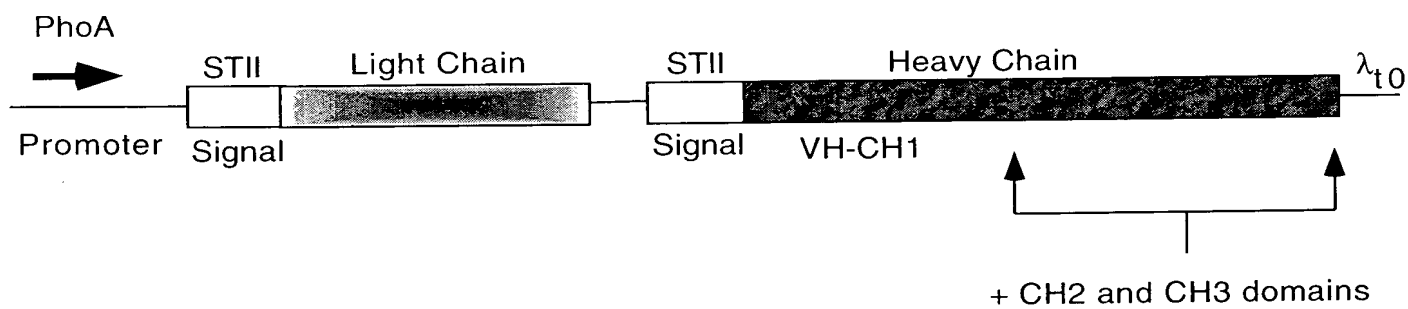 PhoA
STII
Light Chain
STII
Heavy Chain
λt0
Promoter
Signal
Signal
VH-CH1
+ CH2 and CH3 domains